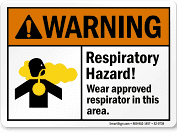 WARNING
Respiratory
Hazard!
Wear approved
respirator in this
area.